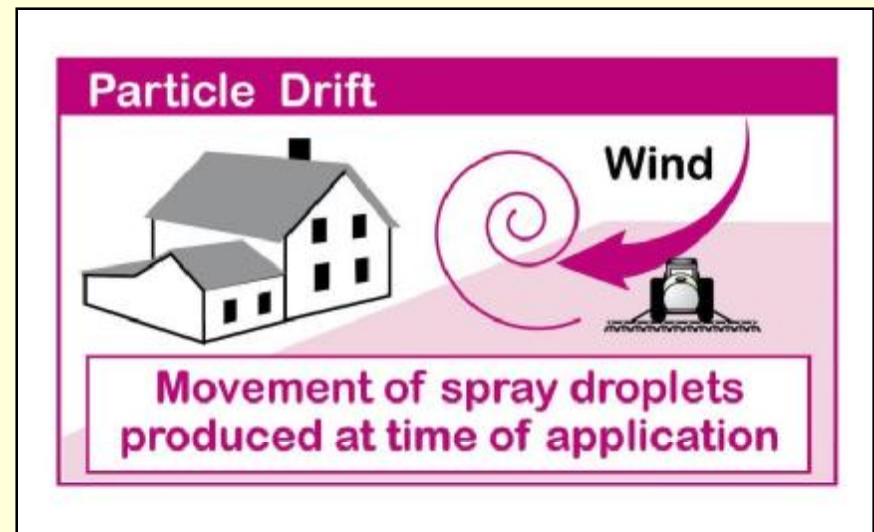 Particle Drift
Wind
Movement of spray droplets
produced at time of application